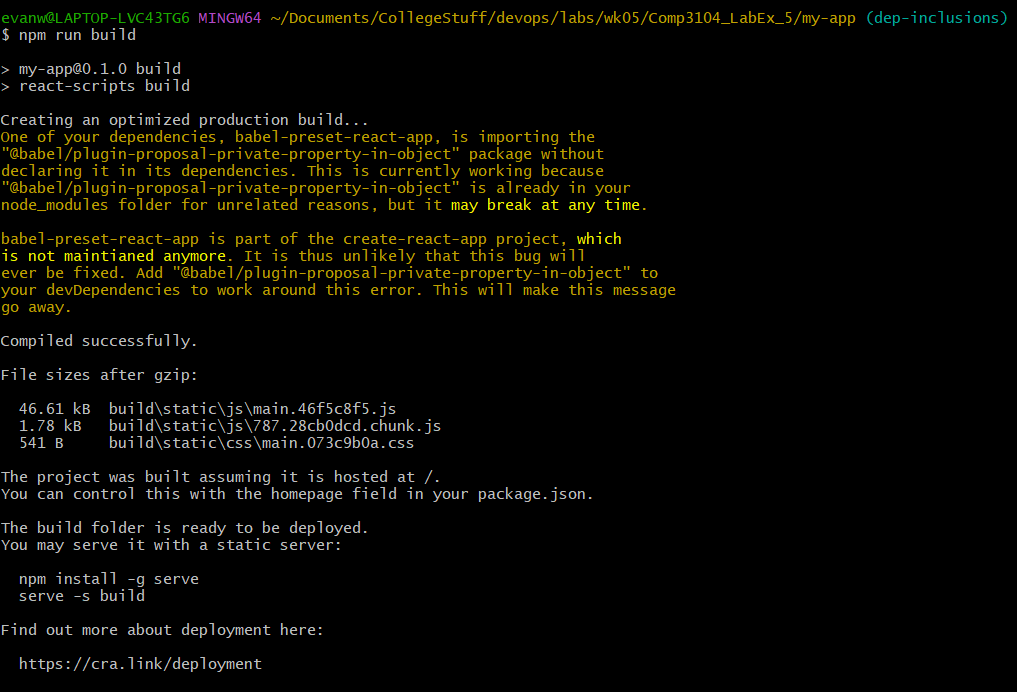 evanw@LAPTOP-LVC43TG6 MINGW64 ~/Documents/CollegeStuff/devops/labs/wk05/Comp3104_LabEx_5/my-app (dep-inclusions)
$ npm run build
> my-app@0.1.0 build
> react-scripts build
Creating an optimized production build...
One of your dependencies, babel-preset-react-app, is importing the
"@babel/plugin-proposal-private-property-in-object" package without
declaring it in its dependencies. This is currently working because
"@babel/plugin-proposal-private-property-in-object" is already in your
node_modules folder for unrelated reasons, but it may break at any time.
babel-preset-react-app is part of the create-react-app project, which
is not maintianed anymore. It is thus unlikely that this bug will
ever be fixed. Add "@babel/plugin-proposal-private-property-in-object" to
your devDependencies to work around this error. This will make this message
go away.
Compiled successfully.
File sizes after gzip:
46.61 kB  build\static\js\main.46f5c8f5.js
1.78 kB   build\static\js\787.28cb0dcd.chunk.js
541 B     build\static\css\main.073c9b0a.css
The project was built assuming it is hosted at /.
You can control this with the homepage field in your package.json.
The build folder is ready to be deployed.
You may serve it with a static server:
npm install -g serve
serve -s build
Find out more about deployment here:
https://cra.link/deployment